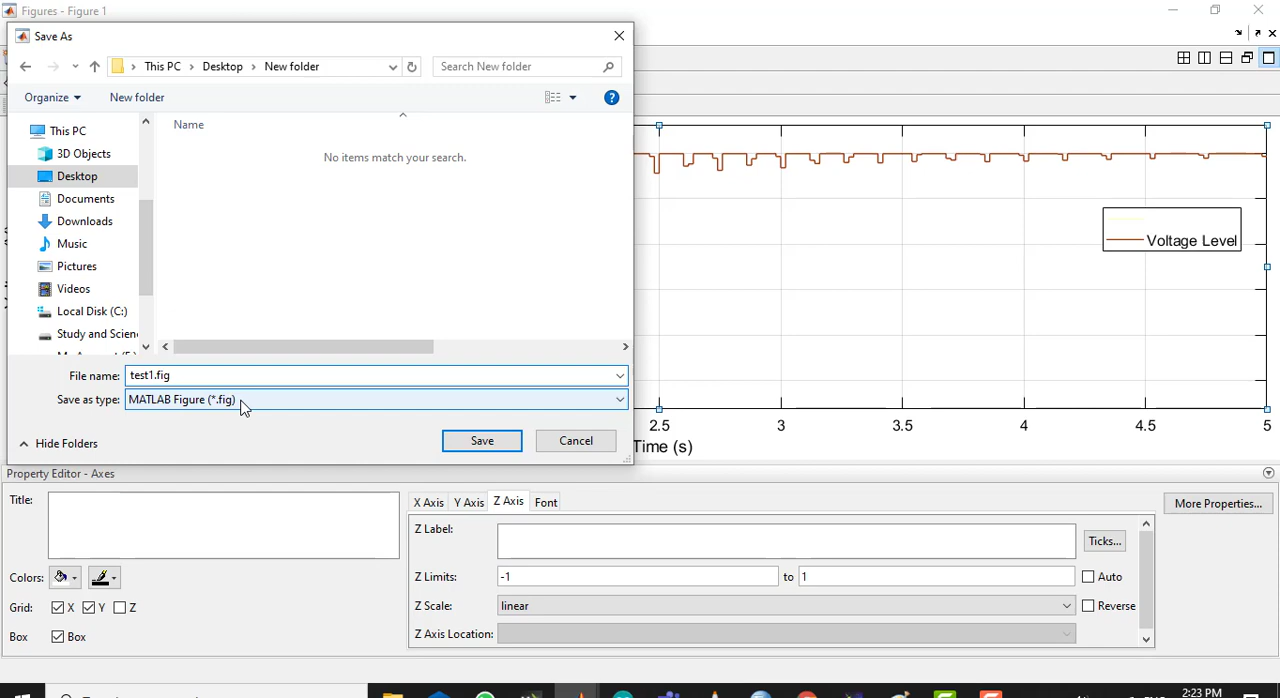 Figures - Figure 1
Save As
This PC > Desktop > New folder
Search New folder
Organize
New folder
This PC
3D Objects
Desktop
Documents
Downloads
Music
Pictures
Videos
Local Disk (C:)
Study and Scien
Name
No items match your search.
File name: test1.fig
Save as type: MATLAB Figure (*.fig)
Hide Folders
Save
Cancel
Voltage Level
2.5 3 3.5 4 4.5 5
Time (s)
Property Editor - Axes
Title:
Colors:
Grid: X Y Z
Box Box
X Axis Y Axis Z Axis Font
Z Label:
Ticks...
Z Limits: -1 to 1 Auto
Z Scale: linear Reverse
Z Axis Location:
More Properties...
2:23 PM